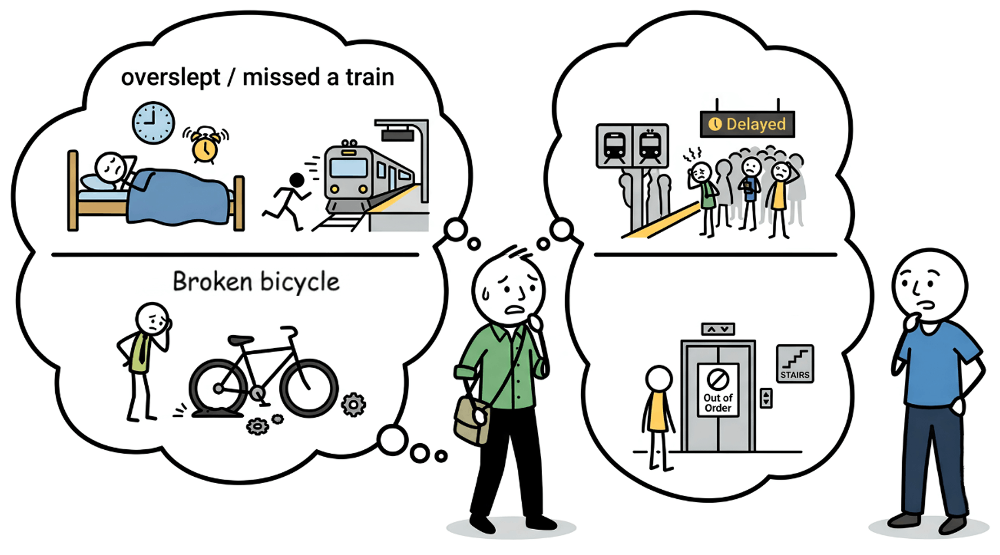 overslept / missed a train
Broken bicycle
Delayed
Out of
Order
STAIRS